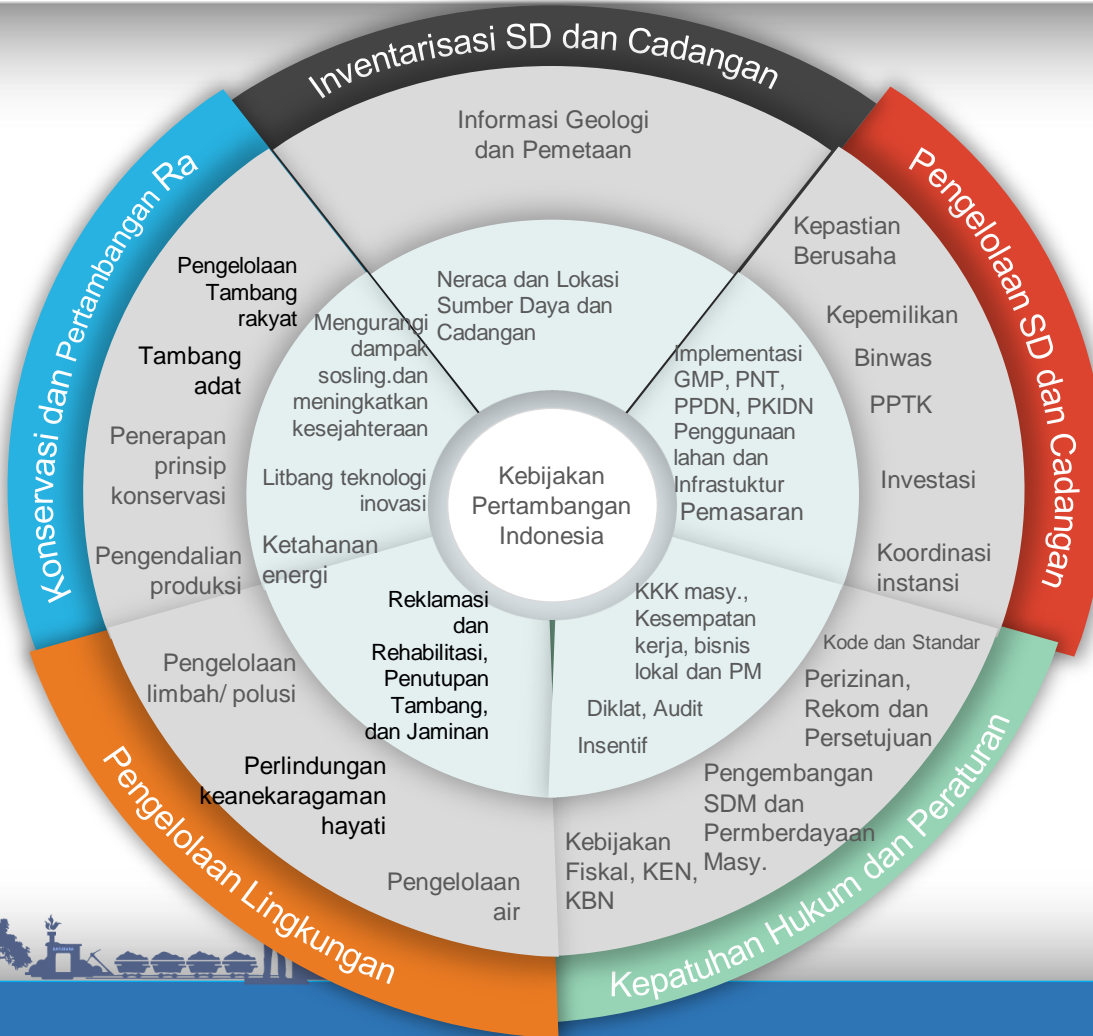 Inventarisasi SD dan Cadangan
Informasi Geologi
dan Pemetaan
Neraca dan Lokasi
Sumber Daya dan
Cadangan
Pengelolaan SD dan Cadangan
Kepastian
Berusaha
Kepemilikan
Binwas
PPTK
Investasi
Koordinasi
instansi
Implementasi
GMP, PNT,
PPDN, PKIDN
Penggunaan
lahan dan
Infrastuktur
Pemasaran
Kepatuhan Hukum dan Peraturan
Kode dan Standar
Perizinan,
Rekom dan
Persetujuan
Pengembangan
SDM dan
Permberdayaan
Masy.
Kebijakan
Fiskal, KEN,
KBN
KKK masy.,
Kesempatan
kerja, bisnis
lokal dan PM
Diklat, Audit
Insentif
Pengelolaan Lingkungan
Pengelolaan
limbah/ polusi
Perlindungan
keanekaragaman
hayati
Pengelolaan
air
Reklamasi
dan
Rehabilitasi,
Penutupan
Tambang,
dan Jaminan
Konservasi dan Pertambangan Ra
Pengelolaan
Tambang
rakyat
Tambang
adat
Penerapan
prinsip
konservasi
Pengendalian
produksi
Mengurangi
dampak
sosling.dan
meningkatkan
kesejahteraan
Litbang teknologi
inovasi
Ketahanan
energi
Kebijakan
Pertambangan
Indonesia